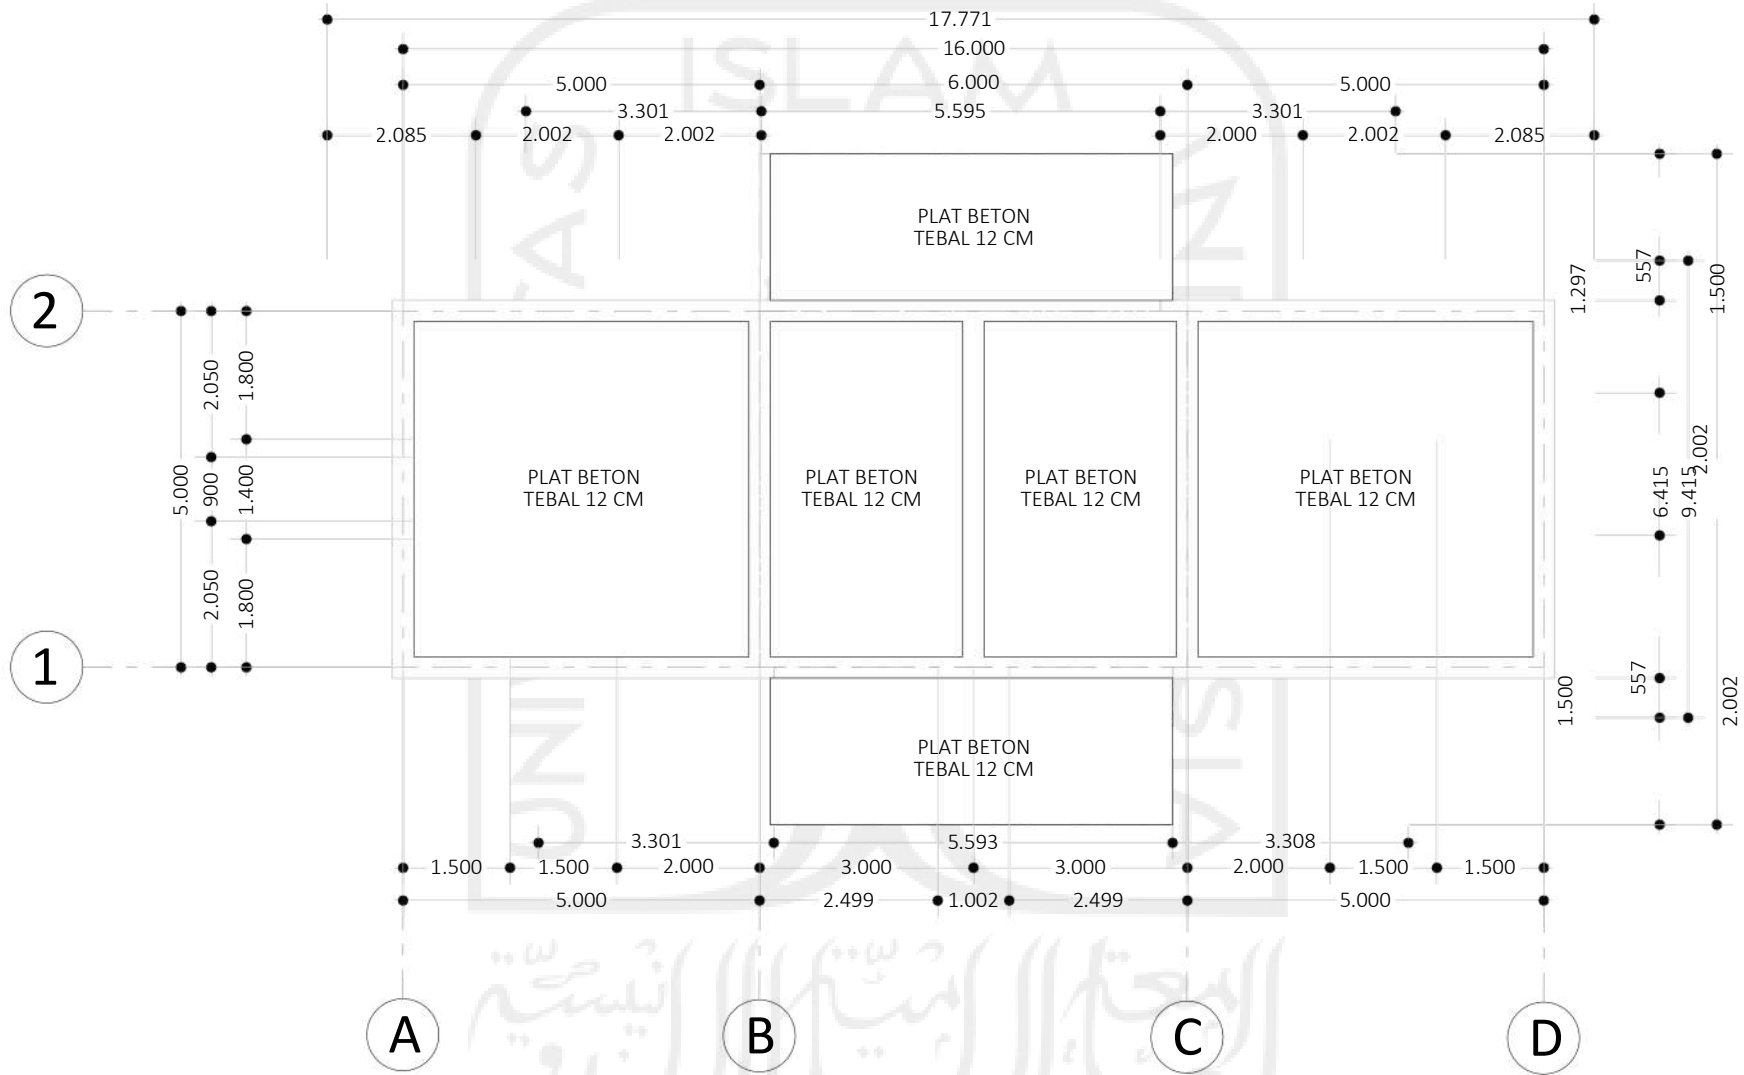 17.771
16.000
5.000 6.000 5.000
3.301 5.595 3.301
2.085 2.002 2.002 2.000 2.002 2.085
ISLAM
PLAT BETON
TEBAL 12 CM
557
1.297
1.500
2
2.050
1.800
PLAT BETON
TEBAL 12 CM
PLAT BETON
TEBAL 12 CM
PLAT BETON
TEBAL 12 CM
PLAT BETON
TEBAL 12 CM
5.000
900
1.400
2.002
6.415
9.415
2.050
1.800
1
1.500
557
2.002
PLAT BETON
TEBAL 12 CM
3.301 5.593 3.308
1.500 1.500 2.000 3.000 3.000 2.000 1.500 1.500
5.000 2.499 1.002 2.499 5.000
A B C D